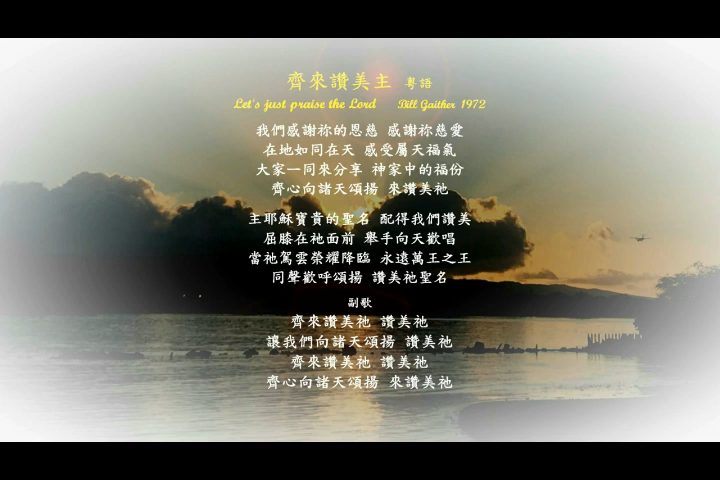 齊來讚美主 粵語
Let's just praise the Lord Bill Gaither 1972
我們感謝祢的恩慈 感謝祢慈愛
在地如同在天 感受屬天福氣
大家一同來分享 神家中的福份
齊心向諸天頌揚 來讚美祂
主耶穌寶貴的聖名 配得我們讚美
屈膝在祂面前 舉手向天歡唱
當祂駕雲榮耀降臨 永遠萬王之王
同聲歡呼頌揚 讚美祂聖名
副歌
齊來讚美祂 讚美祂
讓我們向諸天頌揚 讚美祂
齊來讚美祂 讚美祂
齊心向諸天頌揚 來讚美祂